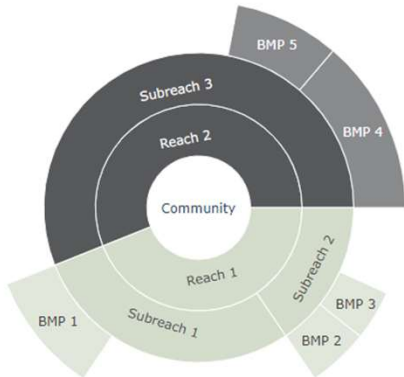 BMP 5
Subreach 3
BMP 4
Reach 2
Community
Reach 1
Subreach 2
BMP 3
Subreach 1
BMP 1
BMP 2